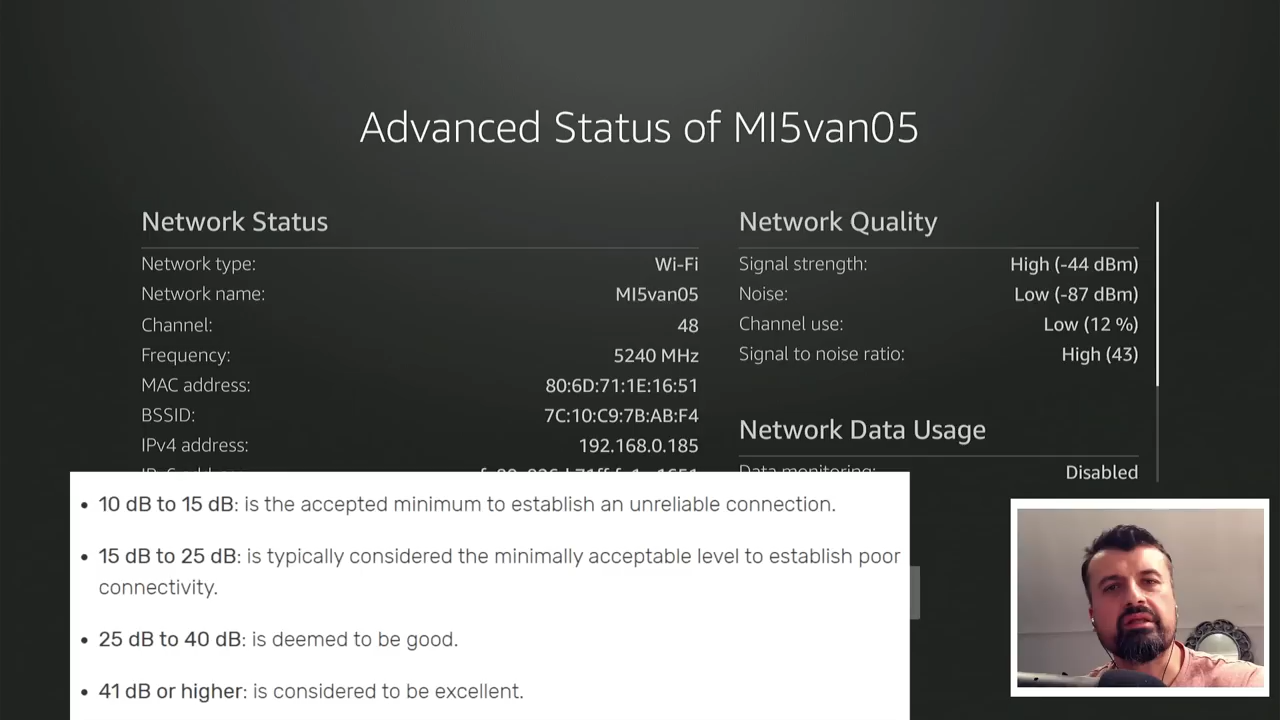 Advanced Status of MI5van05
Network Status
Network type: Wi-Fi
Network name: MI5van05
Channel: 48
Frequency: 5240 MHz
MAC address: 80:6D:71:1E:16:51
BSSID: 7C:10:C9:7B:AB:F4
IPv4 address: 192.168.0.185
Network Quality
Signal strength: High (-44 dBm)
Noise: Low (-87 dBm)
Channel use: Low (12 %)
Signal to noise ratio: High (43)
Network Data Usage
Data monitoring: Disabled
• 10 dB to 15 dB: is the accepted minimum to establish an unreliable connection.
• 15 dB to 25 dB: is typically considered the minimally acceptable level to establish poor
connectivity.
• 25 dB to 40 dB: is deemed to be good.
• 41 dB or higher: is considered to be excellent.